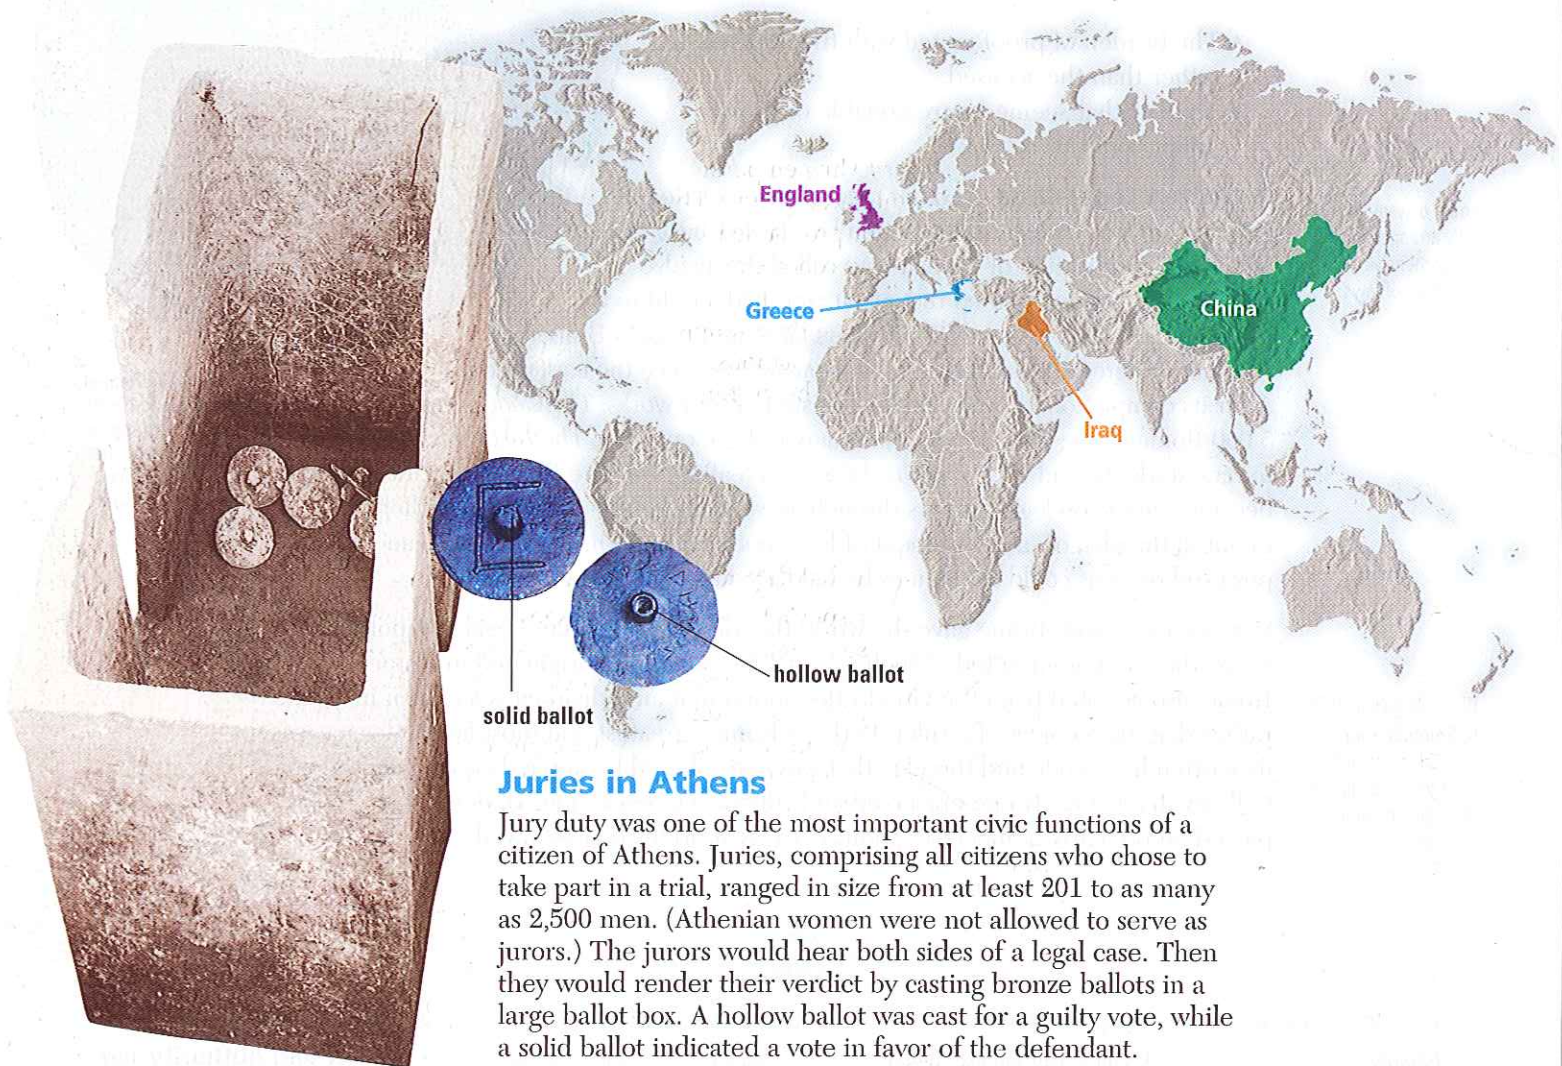 England
Greece
China
Iraq
hollow ballot
solid ballot
Juries in Athens
Jury duty was one of the most important civic functions of a
citizen of Athens. Juries, comprising all citizens who chose to
take part in a trial, ranged in size from at least 201 to as many
as 2,500 men. (Athenian women were not allowed to serve as
jurors.) The jurors would hear both sides of a legal case. Then
they would render their verdict by casting bronze ballots in a
large ballot box. A hollow ballot was cast for a guilty vote, while
a solid ballot indicated a vote in favor of the defendant.